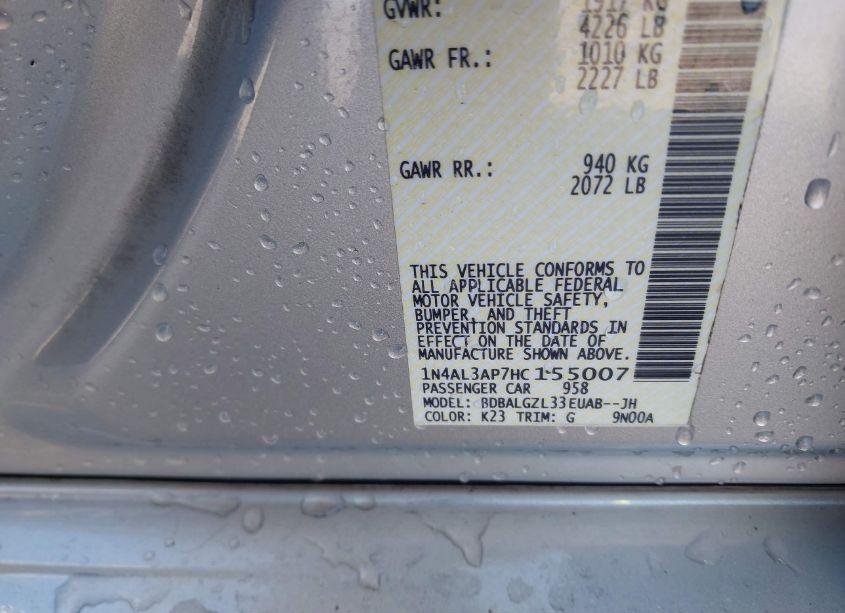 GVWR: 1917 KG
4226 LB
GAWR FR.: 1010 KG
2227 LB
GAWR RR.: 940 KG
2072 LB
THIS VEHICLE CONFORMS TO
ALL APPLICABLE FEDERAL
MOTOR VEHICLE SAFETY,
BUMPER, AND THEFT
PREVENTION STANDARDS IN
EFFECT ON THE DATE OF
MANUFACTURE SHOWN ABOVE.
1N4AL3AP7HC155007
PASSENGER CAR 958
MODEL: BDBALGZL33EUAB--JH
COLOR: K23 TRIM: G 9N00A